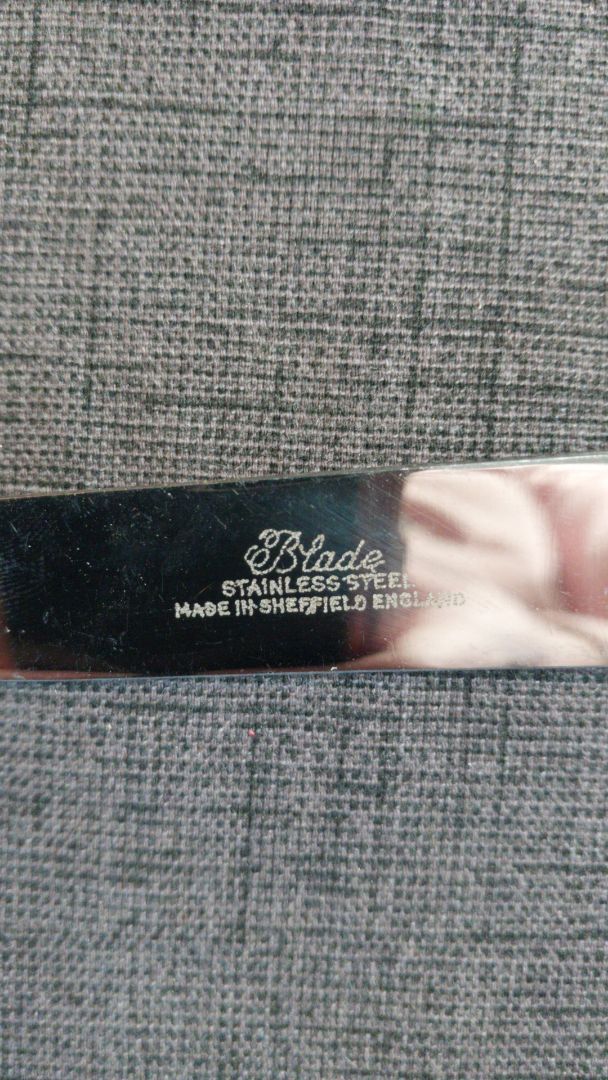 Blade
STAINLESS STEEL
MADE IN SHEFFIELD ENGLAND